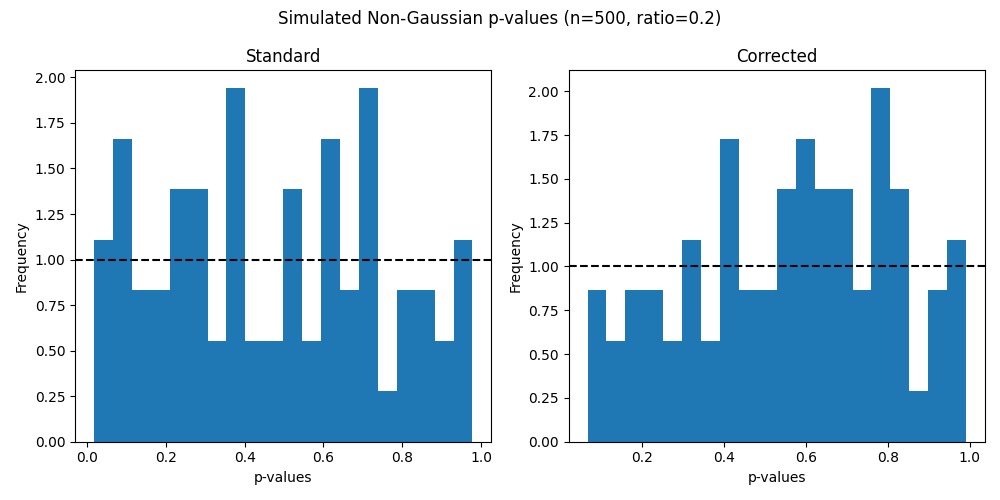 Simulated Non-Gaussian p-values (n=500, ratio=0.2)
Standard
Frequency
2.00
1.75
1.50
1.25
1.00
0.75
0.50
0.25
0.00
0.0 0.2 0.4 0.6 0.8 1.0
p-values
Corrected
Frequency
2.00
1.75
1.50
1.25
1.00
0.75
0.50
0.25
0.00
0.2 0.4 0.6 0.8 1.0
p-values